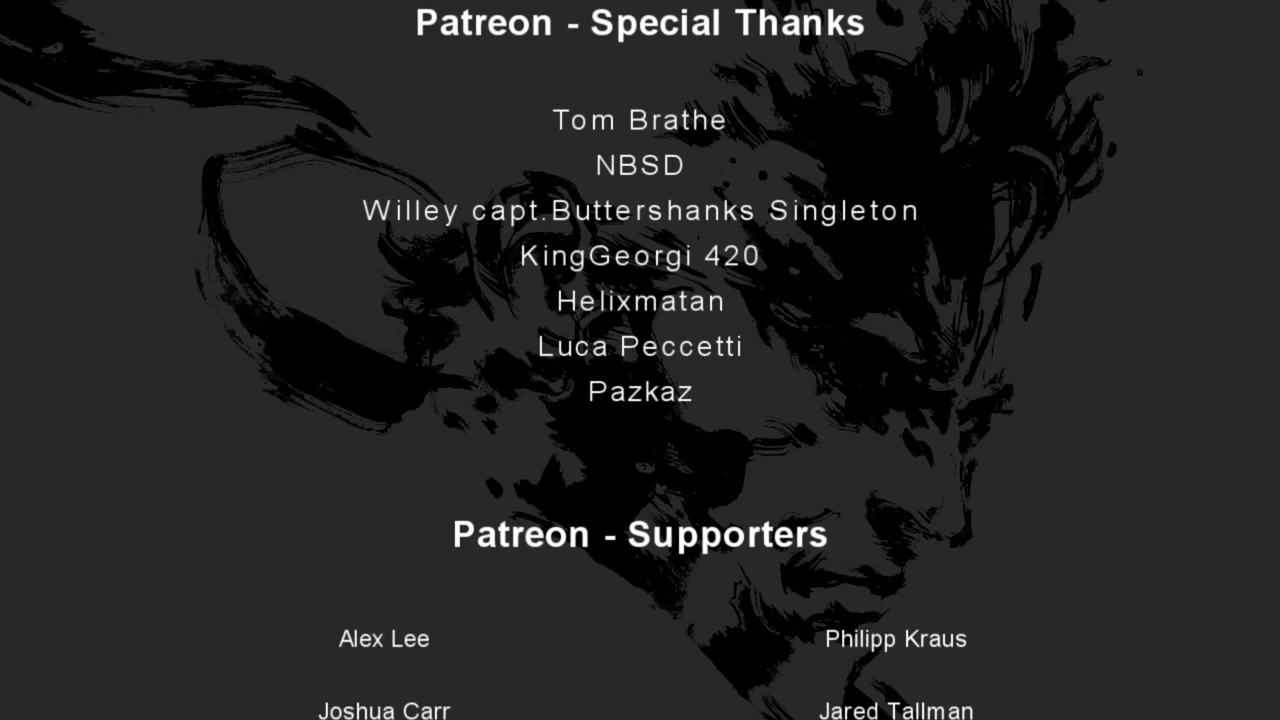 Patreon - Special Thanks
Tom Brathe
NBSD
Willey capt.Buttershanks Singleton
KingGeorgi 420
Helixmatan
Luca Peccetti
Pazkaz
Patreon - Supporters
Alex Lee Philipp Kraus
Joshua Carr Jared Tallman